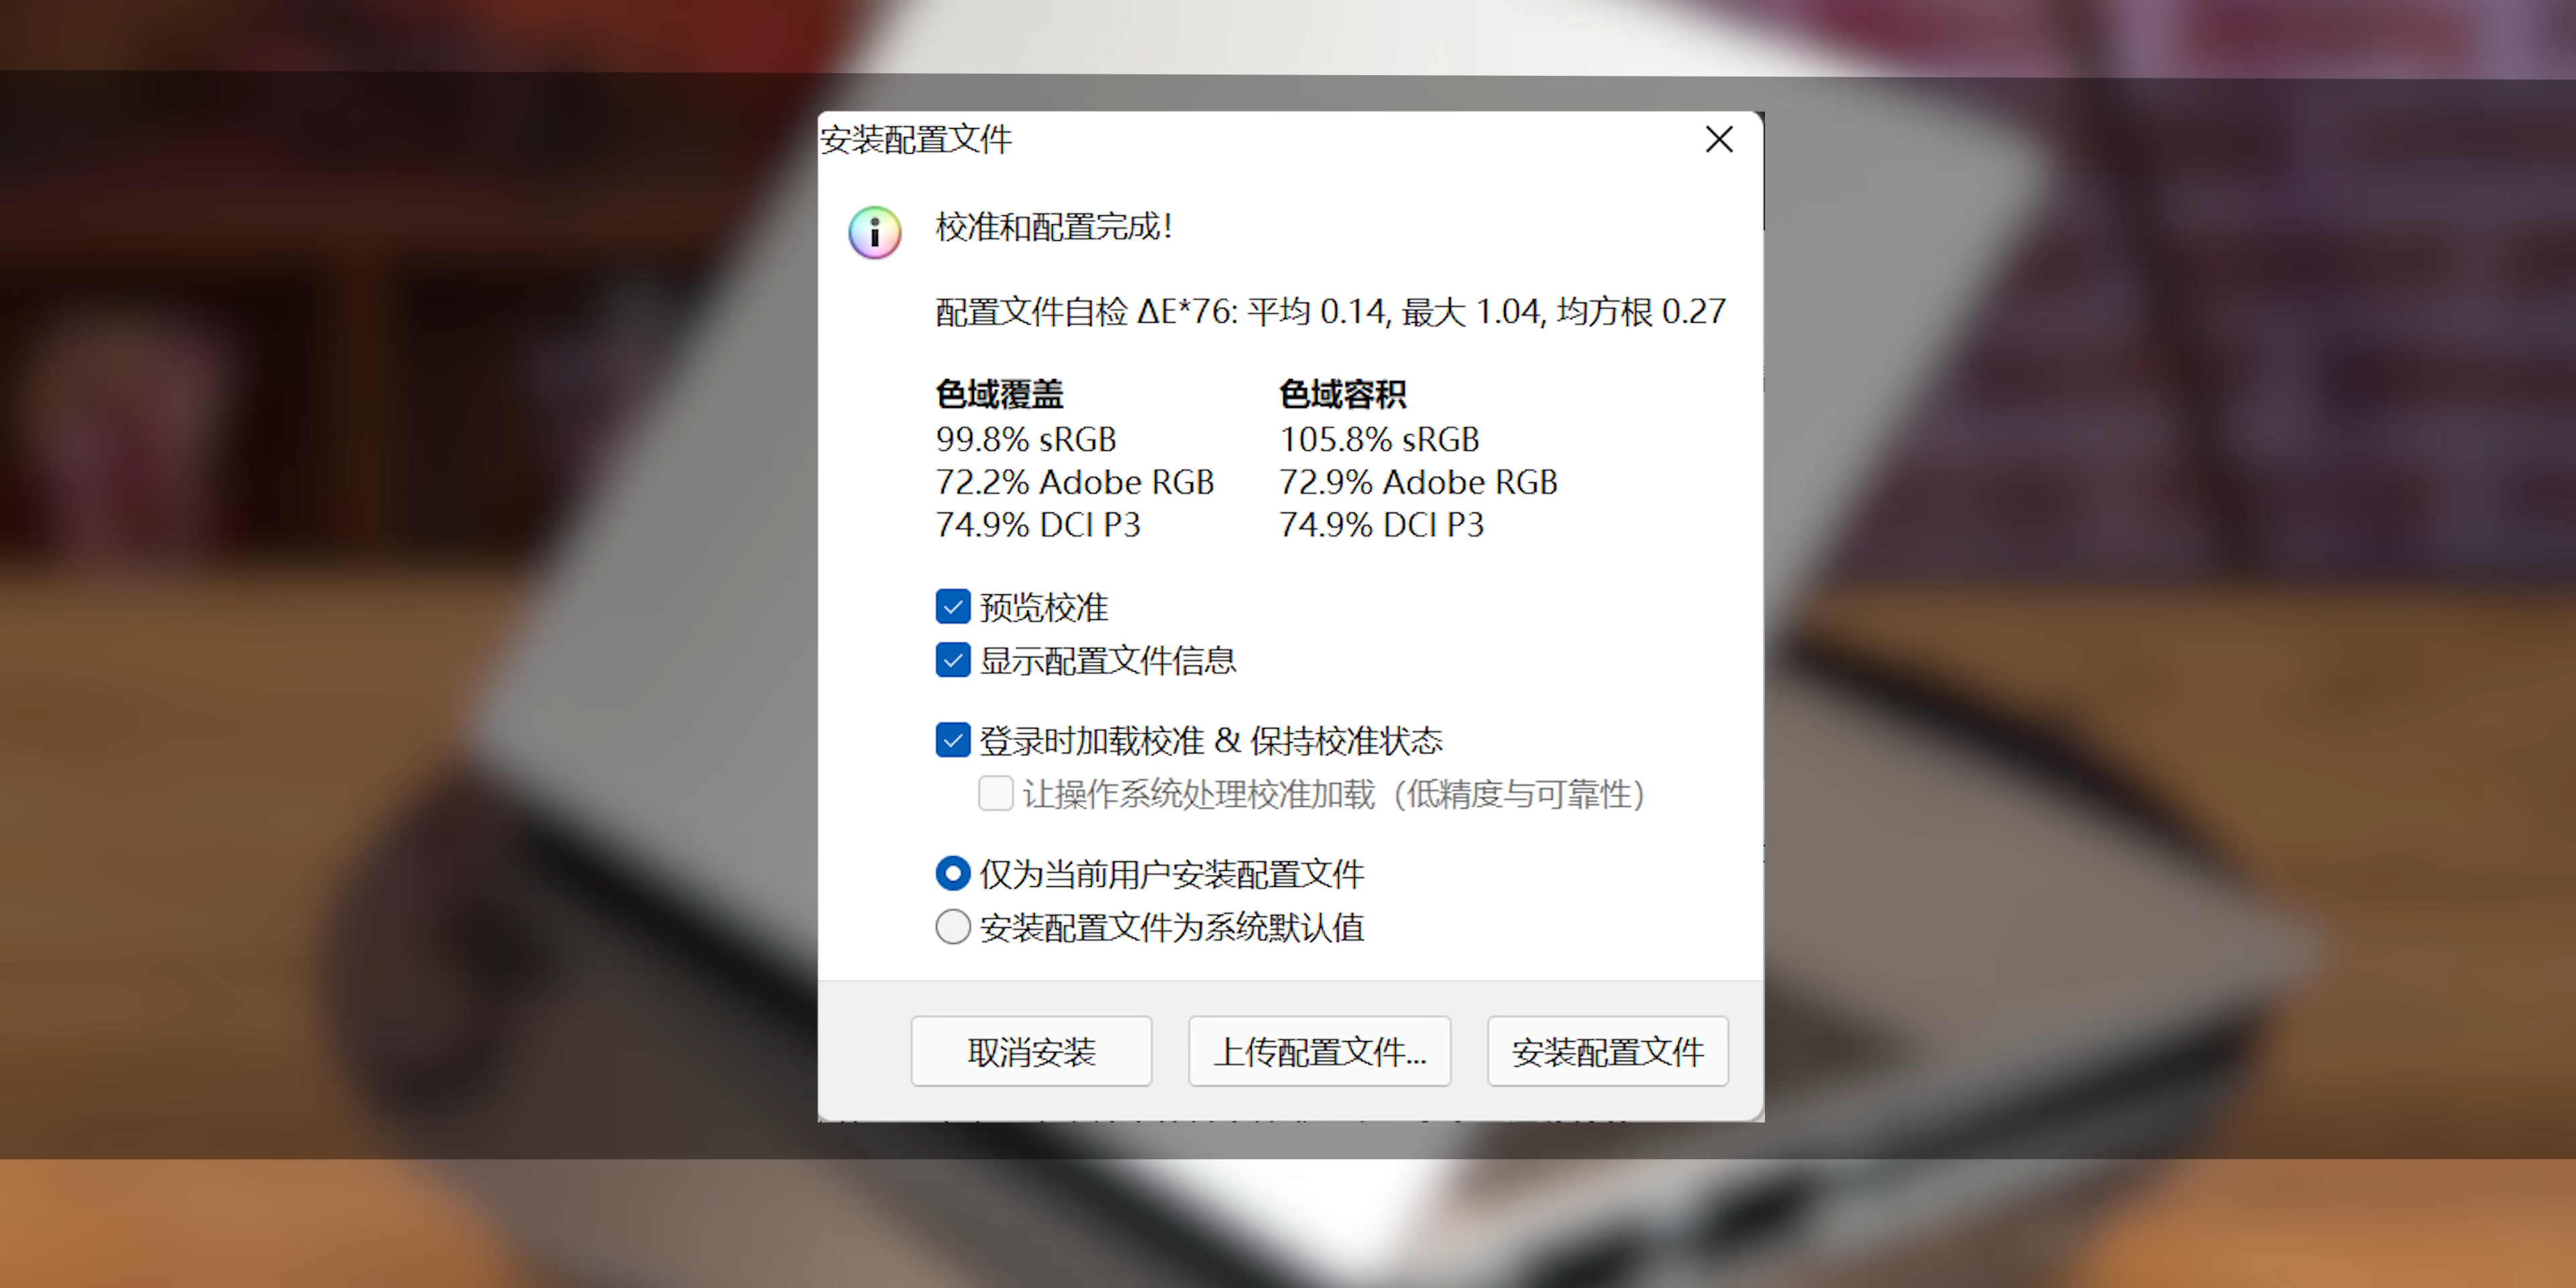 安装配置文件
校准和配置完成！
配置文件自检 ΔE*76: 平均 0.14, 最大 1.04, 均方根 0.27
色域覆盖 色域容积
99.8% sRGB 105.8% sRGB
72.2% Adobe RGB 72.9% Adobe RGB
74.9% DCI P3 74.9% DCI P3
预览校准
显示配置文件信息
登录时加载校准 & 保持校准状态
让操作系统处理校准加载（低精度与可靠性）
仅为当前用户安装配置文件
安装配置文件为系统默认值
取消安装 上传配置文件... 安装配置文件